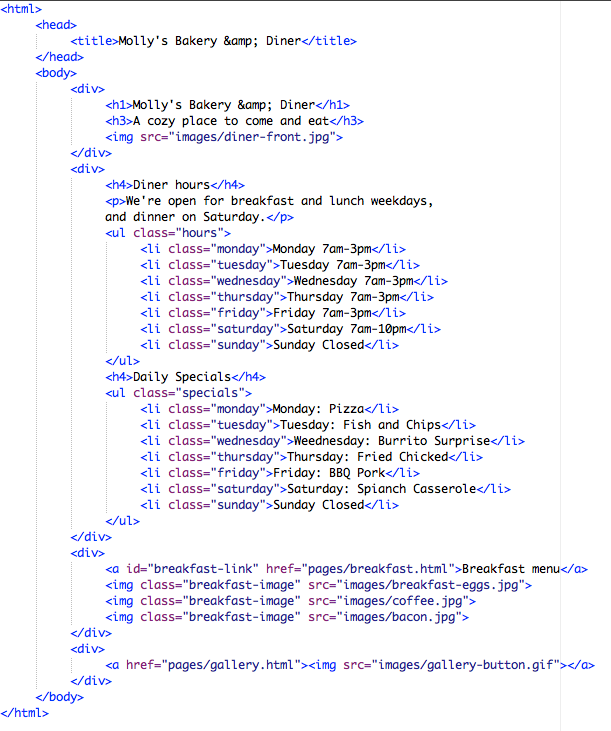 <html>
<head>
<title>Molly's Bakery &amp; Diner</title>
</head>
<body>
<div>
<h1>Molly's Bakery &amp; Diner</h1>
<h3>A cozy place to come and eat</h3>
<img src="images/diner-front.jpg">
</div>
<div>
<h4>Diner hours</h4>
<p>We're open for breakfast and lunch weekdays,
and dinner on Saturday.</p>
<ul class="hours">
<li class="monday">Monday 7am-3pm</li>
<li class="tuesday">Tuesday 7am-3pm</li>
<li class="wednesday">Wednesday 7am-3pm</li>
<li class="thursday">Thursday 7am-3pm</li>
<li class="friday">Friday 7am-3pm</li>
<li class="saturday">Saturday 7am-10pm</li>
<li class="sunday">Sunday Closed</li>
</ul>
<h4>Daily Specials</h4>
<ul class="specials">
<li class="monday">Monday: Pizza</li>
<li class="tuesday">Tuesday: Fish and Chips</li>
<li class="wednesday">Weednesday: Burrito Surprise</li>
<li class="thursday">Thursday: Fried Chicked</li>
<li class="friday">Friday: BBQ Pork</li>
<li class="saturday">Saturday: Spianch Casserole</li>
<li class="sunday">Sunday Closed</li>
</ul>
</div>
<div>
<a id="breakfast-link" href="pages/breakfast.html">Breakfast menu</a>
<img class="breakfast-image" src="images/breakfast-eggs.jpg">
<img class="breakfast-image" src="images/coffee.jpg">
<img class="breakfast-image" src="images/bacon.jpg">
</div>
<div>
<a href="pages/gallery.html"><img src="images/gallery-button.gif"></a>
</div>
</body>
</html>